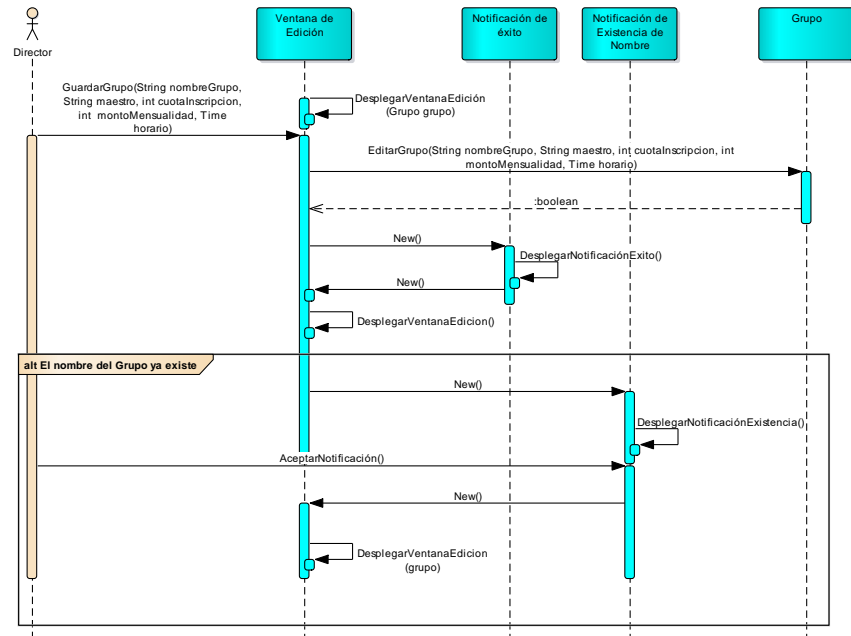 Director
Ventana de
Edición
Notificación de
éxito
Notificación de
Existencia de
Nombre
Grupo
DesplegarVentanaEdición
(Grupo grupo)
GuardarGrupo(String nombreGrupo,
String maestro, int cuotaInscripcion,
int montoMensualidad, Time
horario)
EditarGrupo(String nombreGrupo, String maestro, int cuotaInscripcion, int
montoMensualidad, Time horario)
:boolean
New()
DesplegarNotificaciónExito()
New()
DesplegarVentanaEdicion()
alt El nombre del Grupo ya existe
New()
DesplegarNotificaciónExistencia()
AceptarNotificación()
New()
DesplegarVentanaEdicion
(grupo)